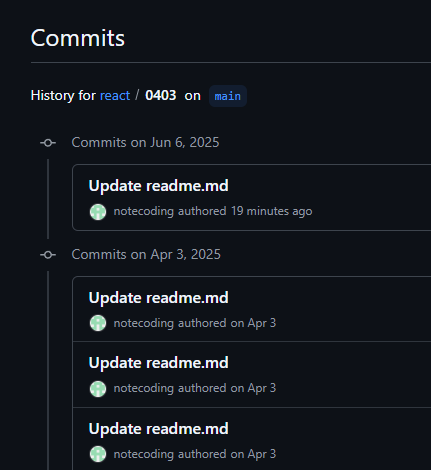 Commits
History for react / 0403 on main
Commits on Jun 6, 2025
Update readme.md
notecoding authored 19 minutes ago
Commits on Apr 3, 2025
Update readme.md
notecoding authored on Apr 3
Update readme.md
notecoding authored on Apr 3
Update readme.md
notecoding authored on Apr 3